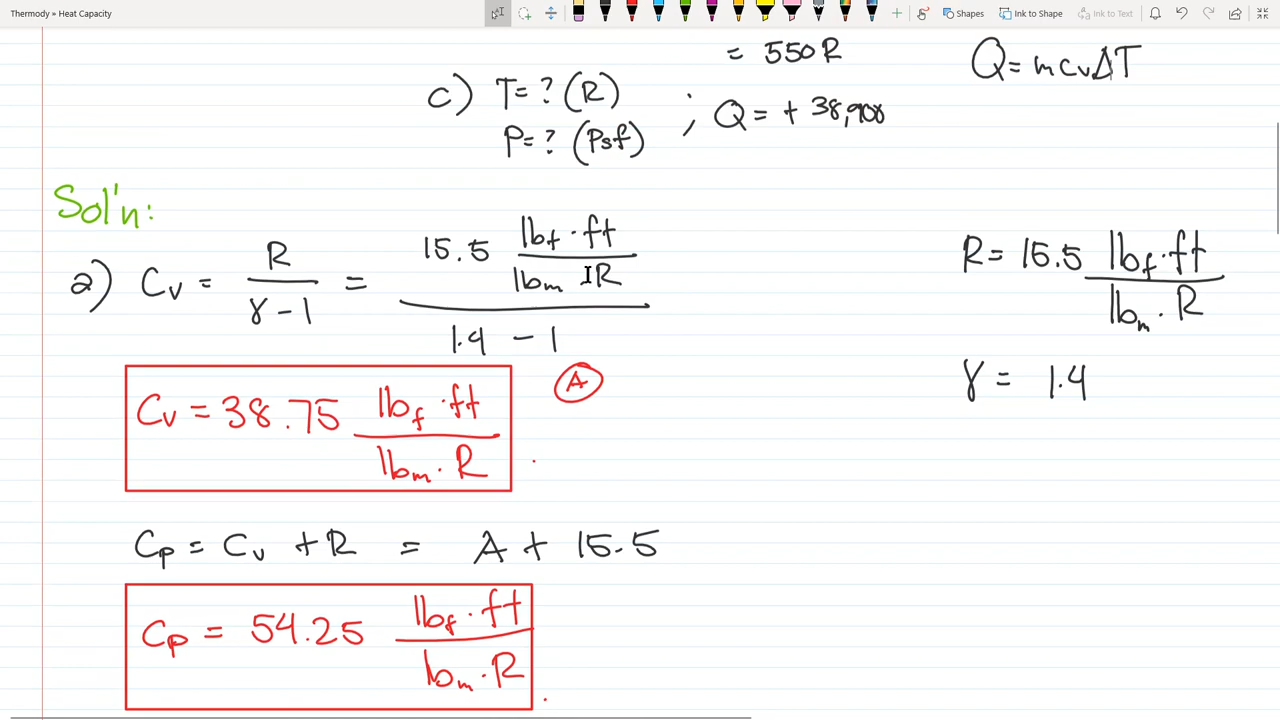 Thermody » Heat Capacity
Shapes Ink to Shape Ink to Text
= 550 R
Q = mcvΔT
c) T = ? (R)
P = ? (Psf) ; Q = + 38,900
Sol'n:
a) Cv = R / (γ - 1) = (15.5 lbf · ft / lbm R) / (1.4 - 1)
R = 15.5 lbf · ft / lbm · R
γ = 1.4
A
Cv = 38.75 lbf · ft / lbm · R
Cp = Cv + R = A + 15.5
Cp = 54.25 lbf · ft / lbm · R